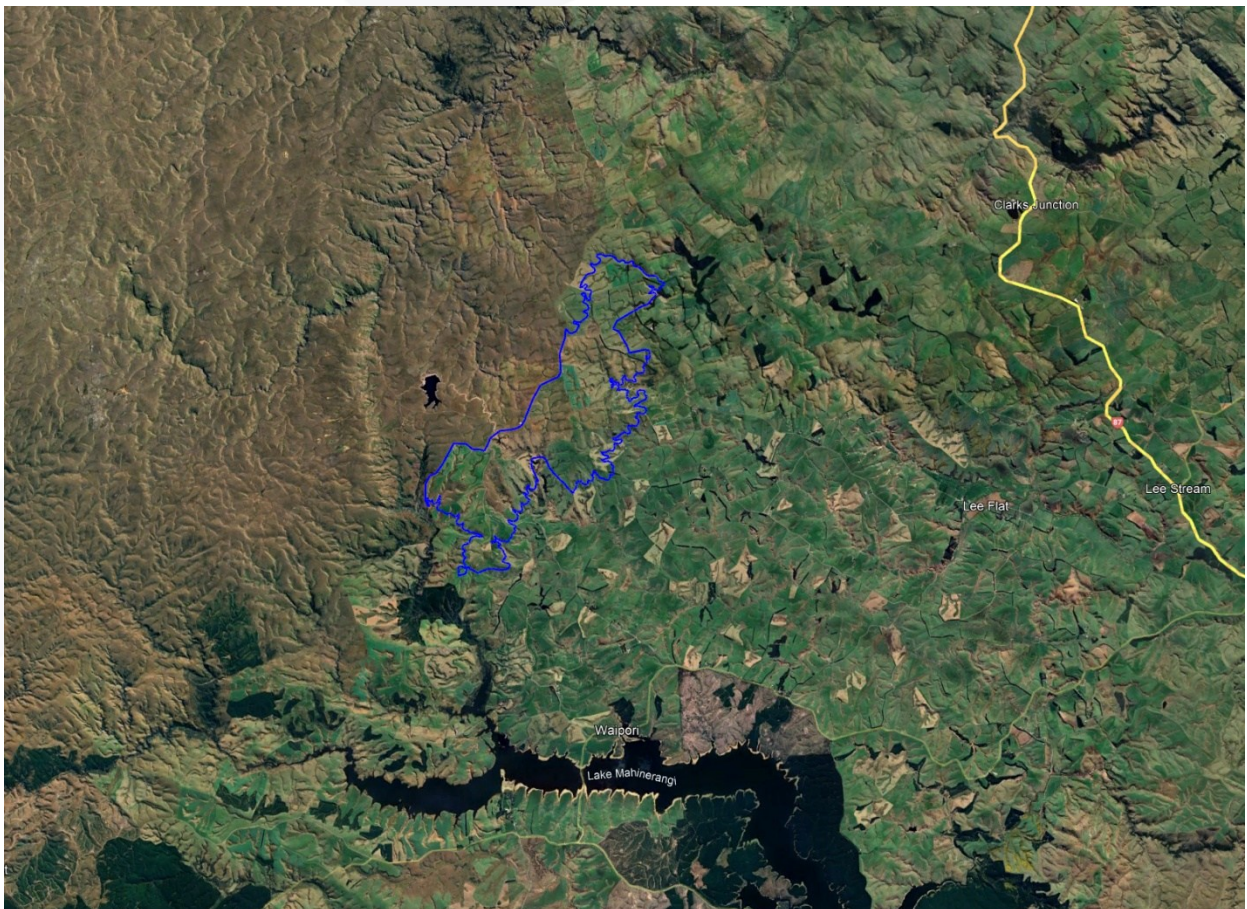 Clarks Junction
87
Lee Stream
Lee Flat
Waipori
Lake Mahinerangi
t